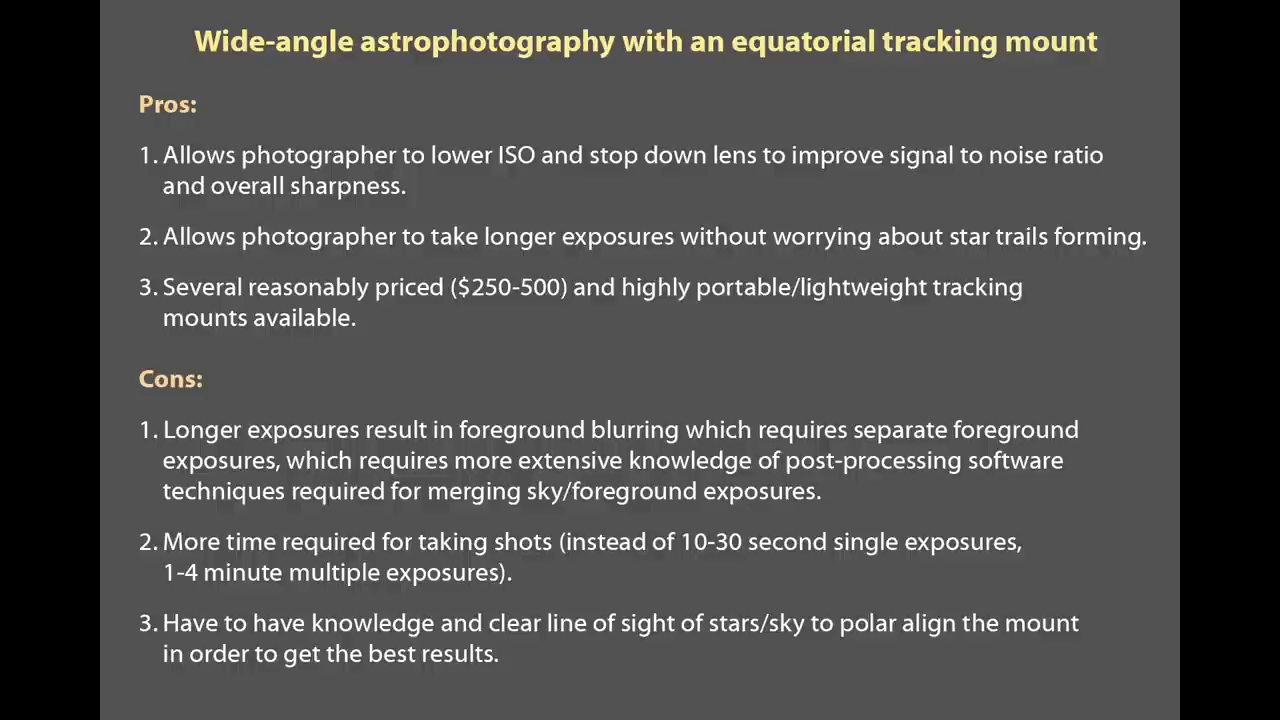 Wide-angle astrophotography with an equatorial tracking mount
Pros:
1. Allows photographer to lower ISO and stop down lens to improve signal to noise ratio
and overall sharpness.
2. Allows photographer to take longer exposures without worrying about star trails forming.
3. Several reasonably priced ($250-500) and highly portable/lightweight tracking
mounts available.
Cons:
1. Longer exposures result in foreground blurring which requires separate foreground
exposures, which requires more extensive knowledge of post-processing software
techniques required for merging sky/foreground exposures.
2. More time required for taking shots (instead of 10-30 second single exposures,
1-4 minute multiple exposures).
3. Have to have knowledge and clear line of sight of stars/sky to polar align the mount
in order to get the best results.